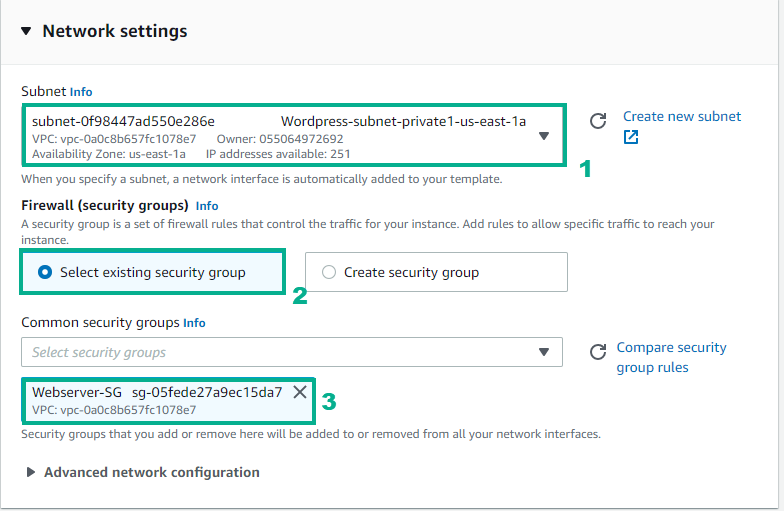 Network settings
Subnet Info
subnet-0f98447ad550e286e Wordpress-subnet-private1-us-east-1a
VPC: vpc-0a0c8b657fc1078e7 Owner: 055064972692
Availability Zone: us-east-1a IP addresses available: 251
Create new subnet
1
When you specify a subnet, a network interface is automatically added to your template.
Firewall (security groups) Info
A security group is a set of firewall rules that control the traffic for your instance. Add rules to allow specific traffic to reach your
instance.
Select existing security group
Create security group
2
Common security groups Info
Select security groups
Compare security
group rules
Webserver-SG sg-05fede27a9ec15da7
VPC: vpc-0a0c8b657fc1078e7
3
Security groups that you add or remove here will be added to or removed from all your network interfaces.
Advanced network configuration